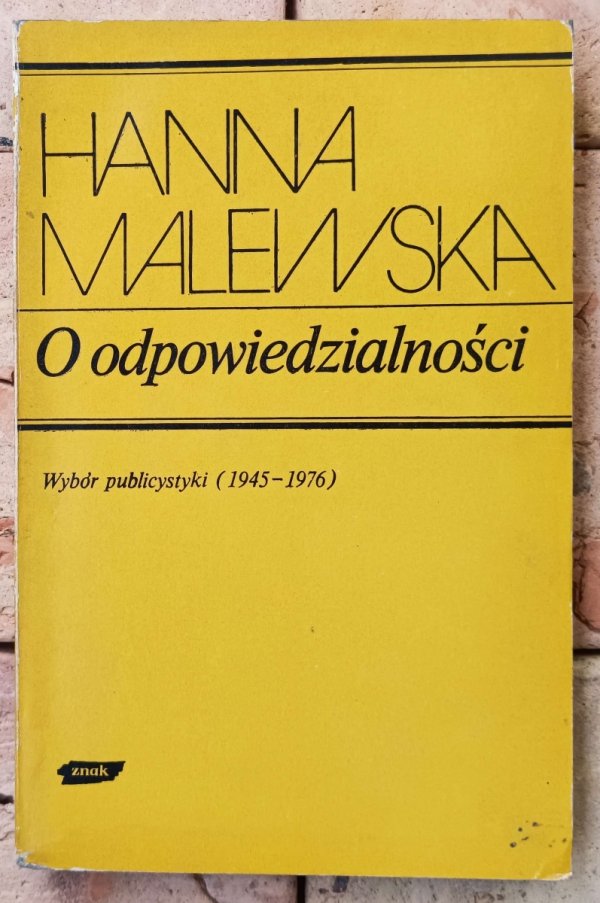 HANNA
MALEWSKA
O odpowiedzialności
Wybór publicystyki (1945-1976)
znak